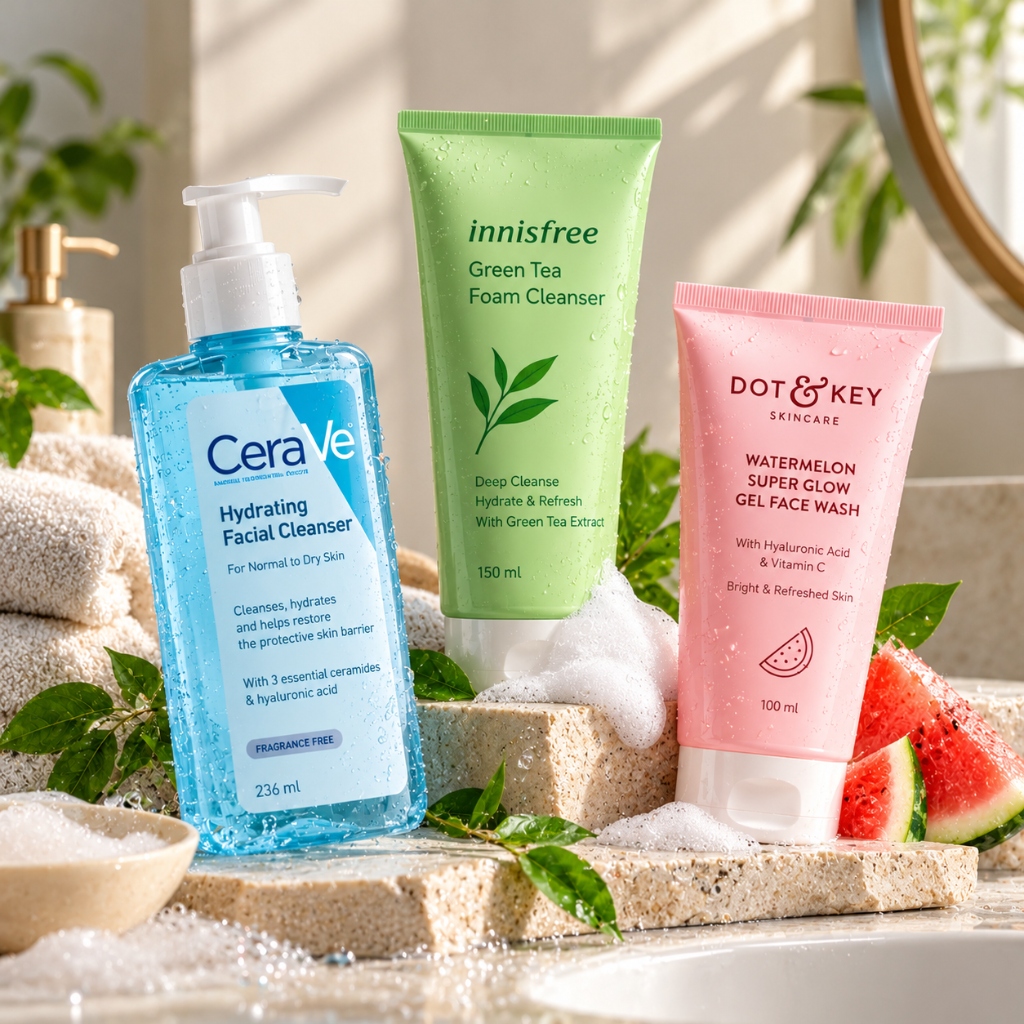 CeraVe
Hydrating
Facial Cleanser
For Normal to Dry Skin
Cleanses, hydrates
and helps restore
the protective skin barrier
With 3 essential ceramides
& hyaluronic acid
FRAGRANCE FREE
236 ml
innisfree
Green Tea
Foam Cleanser
Deep Cleanse
Hydrate & Refresh
With Green Tea Extract
150 ml
DOT & KEY
SKINCARE
WATERMELON
SUPER GLOW
GEL FACE WASH
With Hyaluronic Acid
& Vitamin C
Bright & Refreshed Skin
100 ml